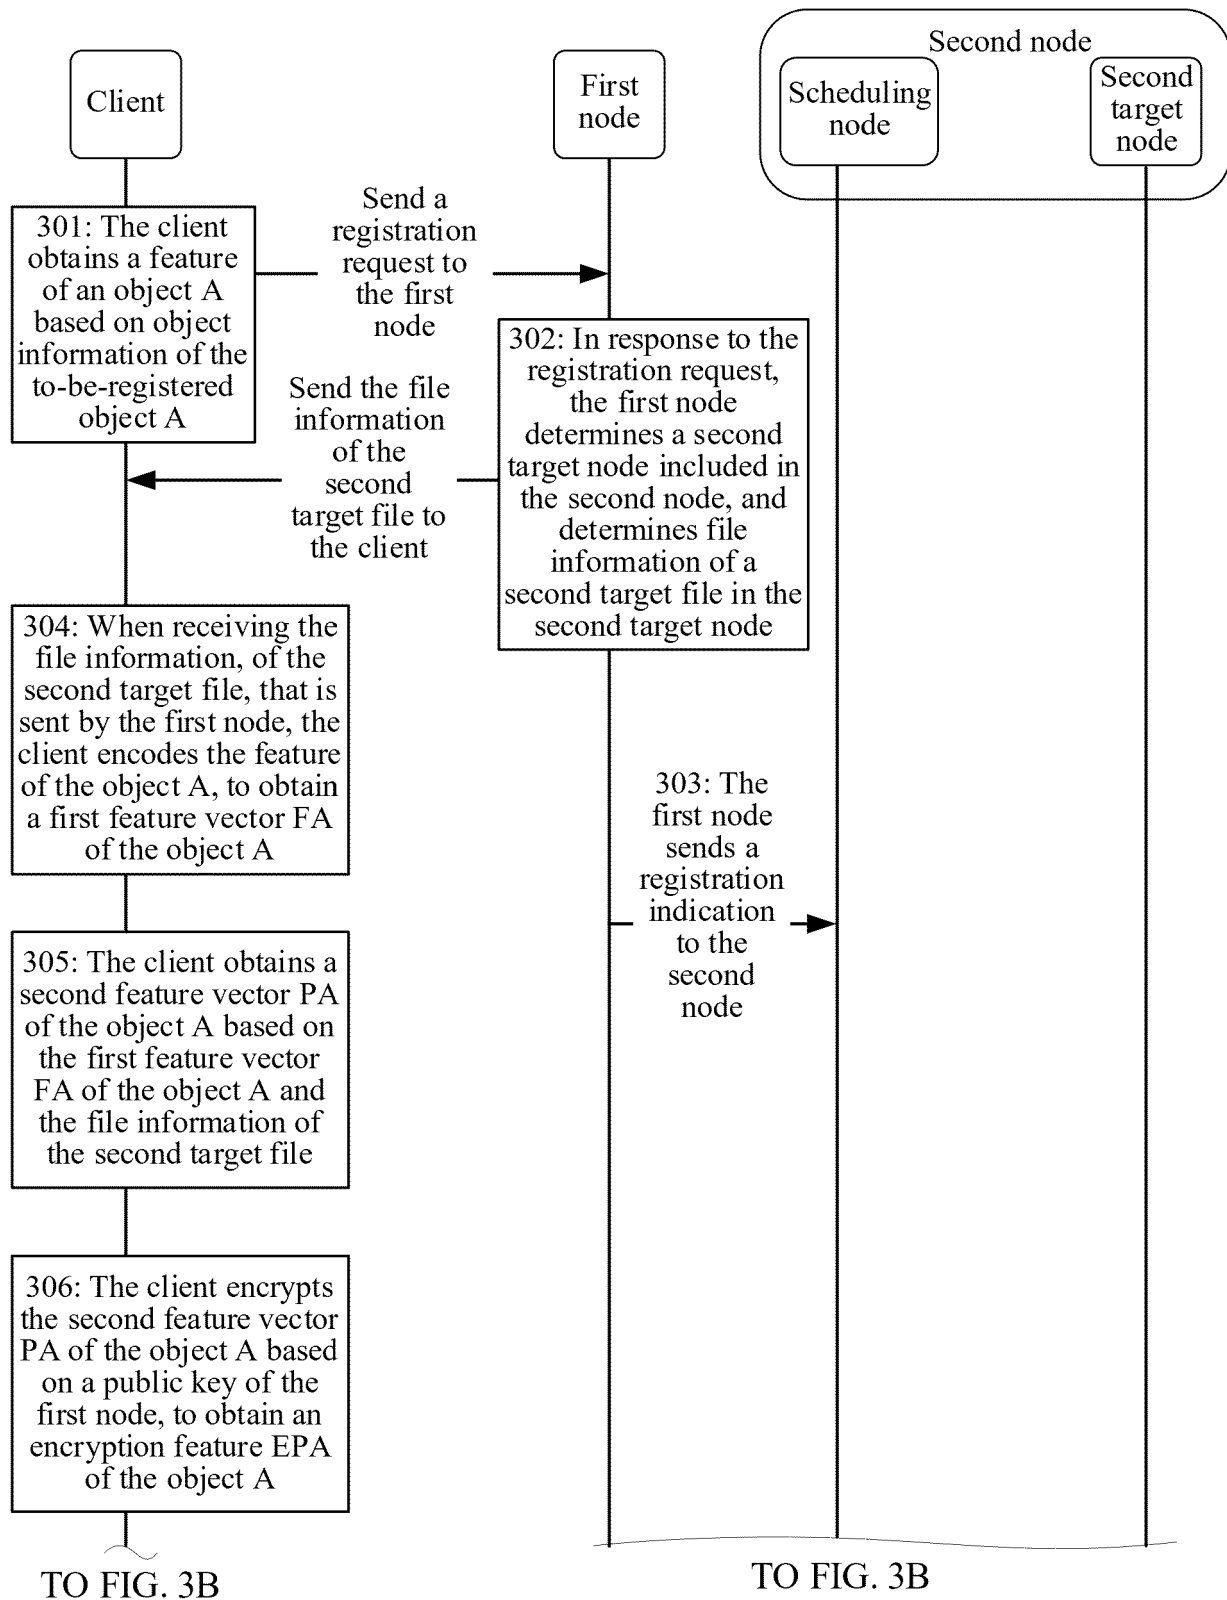 Second node
Client
First
node
Scheduling
node
Second
target
node
301: The client
obtains a feature
of an object A
based on object
information of the
to-be-registered
object A
Send a
registration
request to
the first
node
302: In response to the
registration request,
the first node
determines a second
target node included in
the second node, and
determines file
information of a
second target file in the
second target node
Send the file
information
of the
second
target file to
the client
304: When receiving the
file information, of the
second target file, that is
sent by the first node, the
client encodes the feature
of the object A, to obtain
a first feature vector FA
of the object A
303: The
first node
sends a
registration
indication
to the
second
node
305: The client obtains a
second feature vector PA
of the object A based on
the first feature vector
FA of the object A and
the file information of
the second target file
306: The client encrypts
the second feature vector
PA of the object A based
on a public key of the
first node, to obtain an
encryption feature EPA
of the object A
TO FIG. 3B
TO FIG. 3B